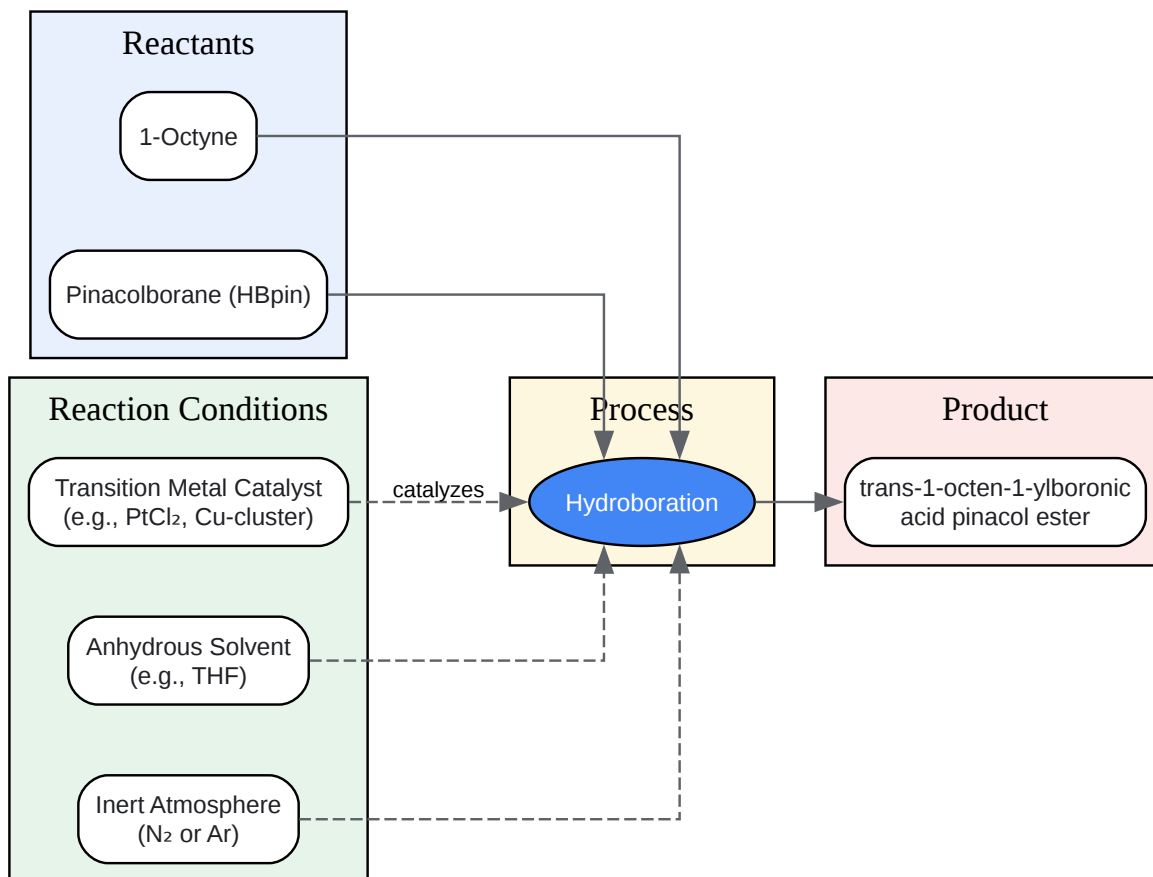 Reactants
1-Octyne
Pinacolborane (HBpin)
Reaction Conditions
Transition Metal Catalyst
(e.g., PtCl₂, Cu-cluster)
catalyzes
Anhydrous Solvent
(e.g., THF)
Inert Atmosphere
(N₂ or Ar)
Process
Hydroboration
Product
trans-1-octen-1-ylboronic
acid pinacol ester